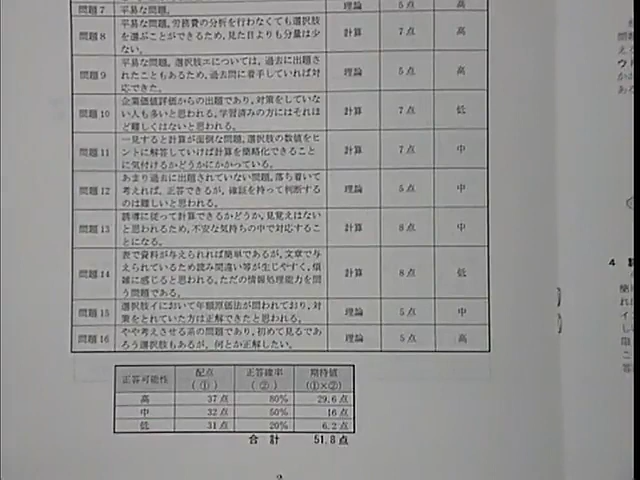 問題7 平易な問題。 理論 5点 高
問題8 平易な問題。労務費の分析を行わなくても選択肢 計算 7点 高
を選ぶことができるため、見た目よりも分量は少
ない。
問題9 平易な問題。選択肢エについては、過去に出題さ 理論 5点 高
れたこともあるため、過去問に着手していれば対
応できた。
問題10 企業価値評価からの出題であり、対策をしていな 計算 7点 低
い人も多いと思われる。学習済みの方にはそれほ
ど難しくはないと思われる。
問題11 一見すると計算が面倒な問題。選択肢の数値をヒ 計算 7点 中
ントに解答していけば計算を簡略化できること
に気付けるかどうかにかかっている。
問題12 あまり過去に出題されていない問題。落ち着いて 理論 5点 中
考えれば、正答できるが、確証を持って判断する
のは難しいと思われる。
問題13 誘導に従って計算できるかどうか。見覚えはない 計算 8点 中
と思われるため、不安な気持ちの中で対応するこ
とになる。
問題14 表で資料が与えられれば簡単であるが、文章で与 計算 8点 低
えられているため読み間違い等が生じやすく、煩
雑に感じると思われる。ただの情報処理能力を問
う問題である。
問題15 選択肢イにおいて年額原価法が問われており、対 理論 5点 中
策をとれていた方は正解できたと思われる。
問題16 やや考えさせる系の問題であり、初めて見るであ 理論 5点 高
ろう選択肢もあるが、何とか正解したい。
正答可能性 配点(①) 正答確率(②) 期待値(①×②)
高 37点 80% 29.6点
中 32点 50% 16点
低 31点 20% 6.2点
合計 51.8点